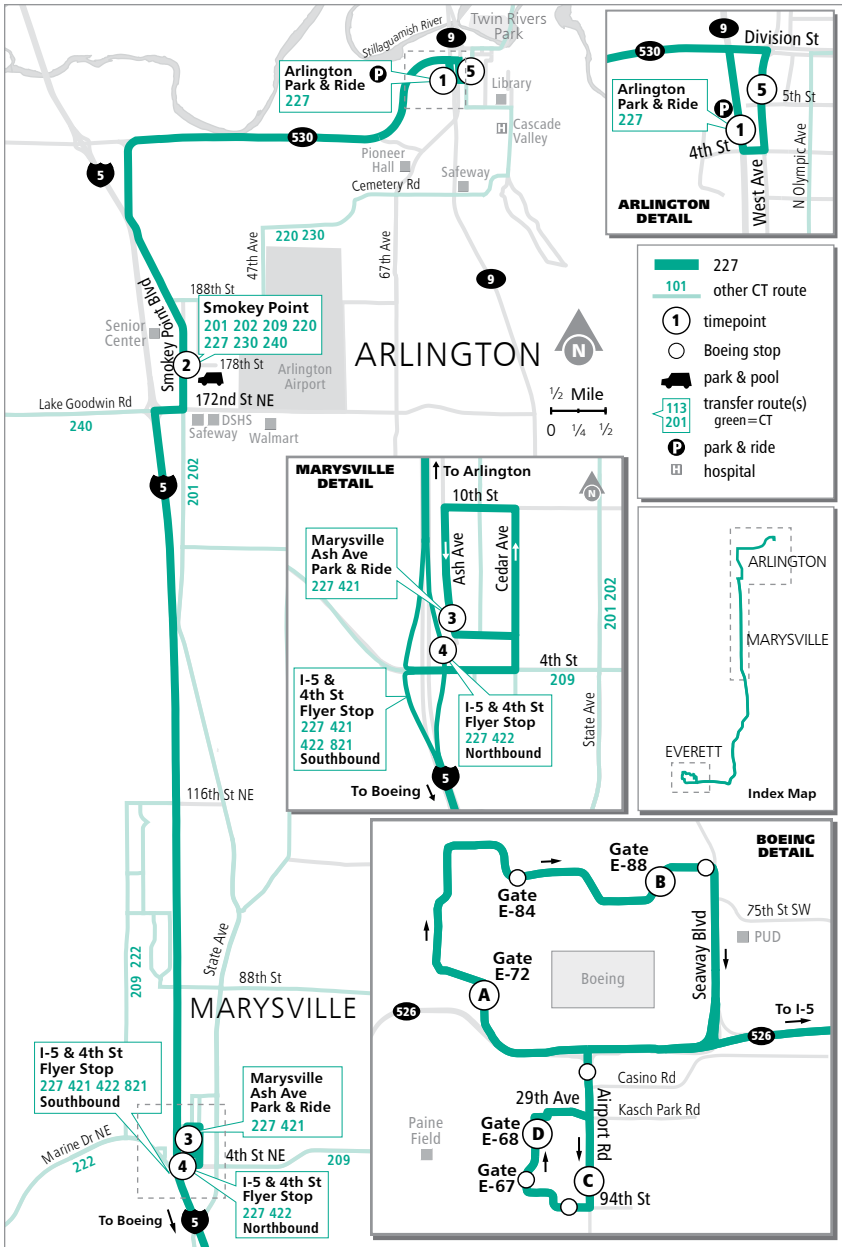 Stillaguamish River
Twin Rivers
Park
9
Arlington
Park & Ride
227
P
1
5
Library
H
Cascade
Valley
530
Pioneer
Hall
Safeway
Cemetery Rd
5
220 230
47th Ave
67th Ave
9
188th St
Smokey Point Blvd
Senior
Center
Smokey Point
201 202 209 220
227 230 240
2
178th St
Arlington
Airport
ARLINGTON
N
½ Mile
0 ¼ ½
172nd St NE
Lake Goodwin Rd
240
DSHS
Safeway
Walmart
5
201 202
116th St NE
State Ave
209 222
88th St
MARYSVILLE
I-5 & 4th St
Flyer Stop
227 421 422 821
Southbound
Marysville
Ash Ave
Park & Ride
227 421
3
4
Marine Dr NE
222
4th St NE
209
I-5 & 4th St
Flyer Stop
227 422
Northbound
To Boeing
5
9
Division St
530
5
5th St
Arlington
Park & Ride
227
P
1
4th St
West Ave
N Olympic Ave
ARLINGTON
DETAIL
227
101
other CT route
1
timepoint
Boeing stop
park & pool
113
201
transfer route(s)
green=CT
P
park & ride
H
hospital
MARYSVILLE
DETAIL
To Arlington
N
10th St
Ash Ave
Cedar Ave
Marysville
Ash Ave
Park & Ride
227 421
3
4
201 202
4th St
209
I-5 &
4th St
Flyer Stop
227 421
422 821
Southbound
I-5 & 4th St
Flyer Stop
227 422
Northbound
State Ave
5
To Boeing
ARLINGTON
MARYSVILLE
EVERETT
Index Map
BOEING
DETAIL
Gate
E-88
B
Gate
E-84
75th St SW
PUD
Seaway Blvd
Gate
E-72
A
Boeing
526
To I-5
526
Casino Rd
29th Ave
Kasch Park Rd
Airport Rd
Paine
Field
Gate
E-68
D
Gate
E-67
C
94th St